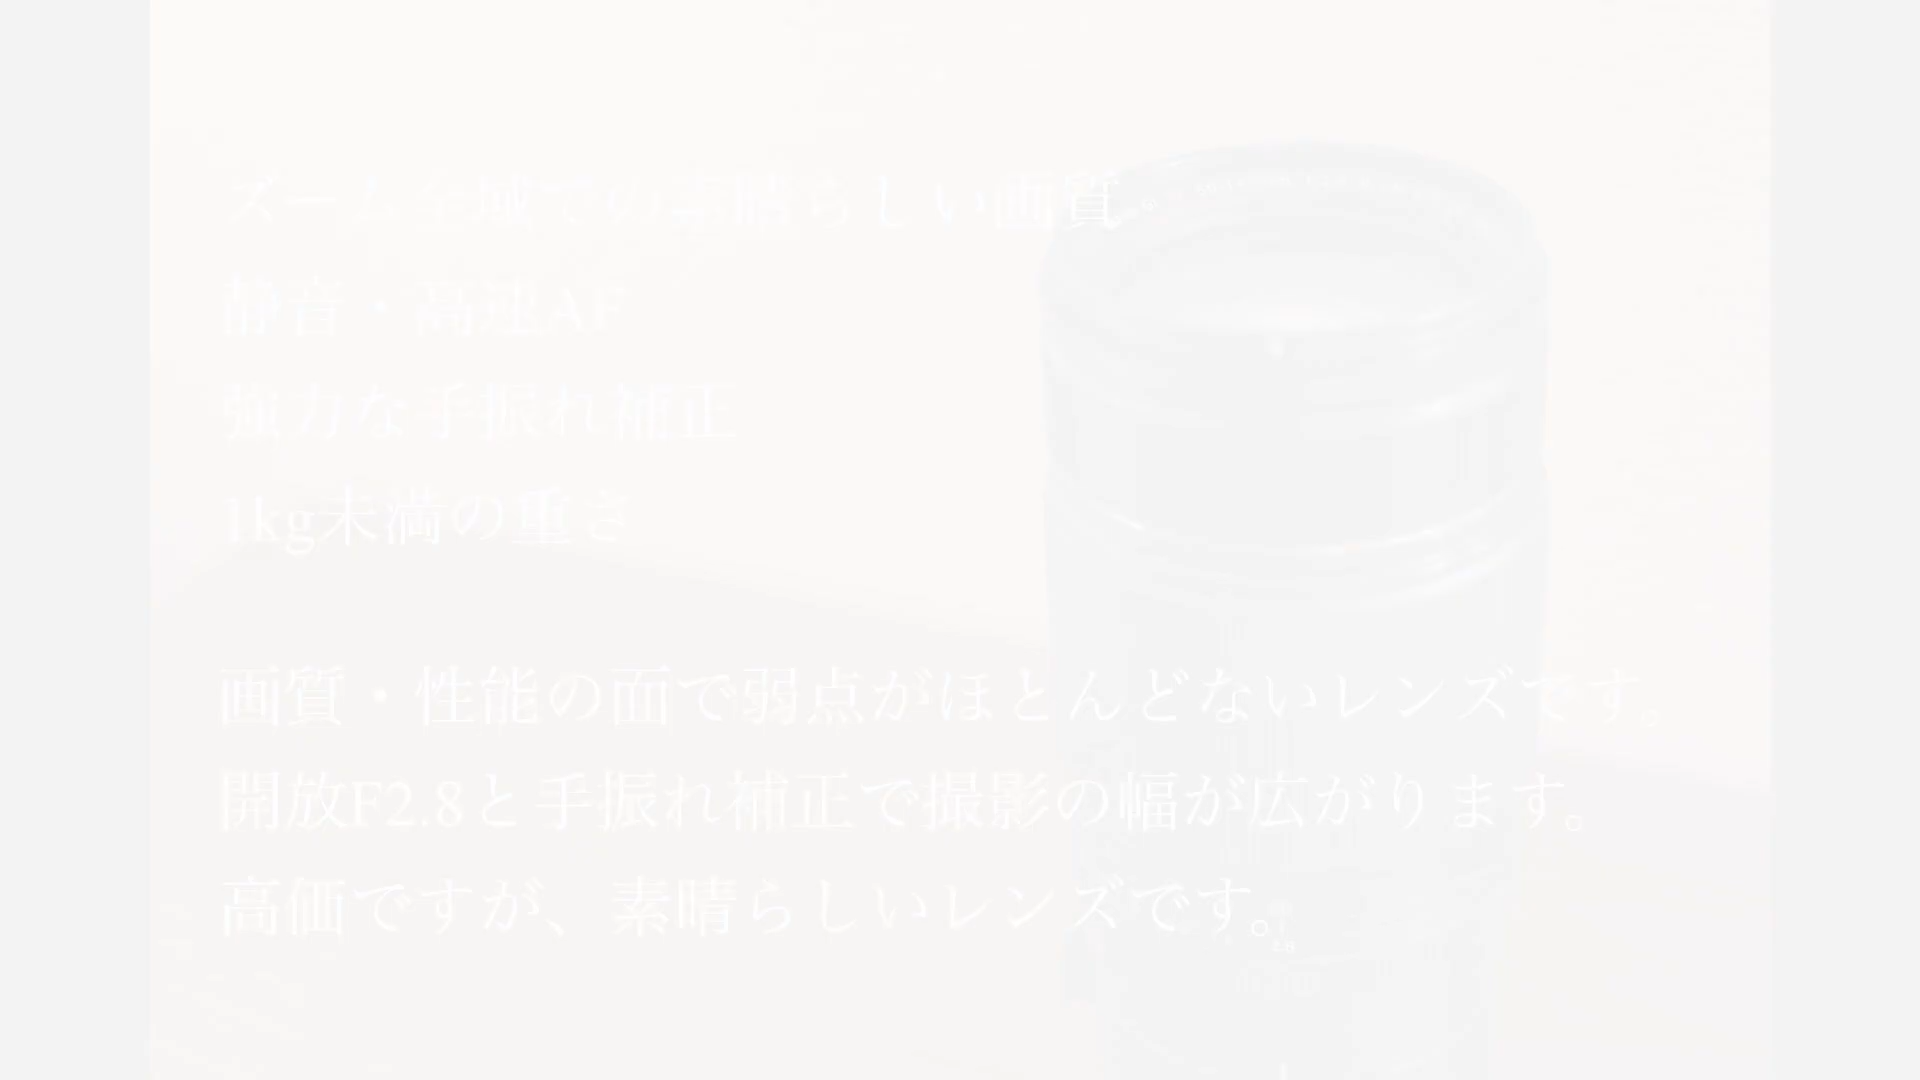 ズーム全域での素晴らしい画質
静音・高速AF
強力な手振れ補正
1kg未満の重さ
画質・性能の面で弱点がほとんどないレンズです。
開放F2.8と手振れ補正で撮影の幅が広がります。
高価ですが、素晴らしいレンズです。